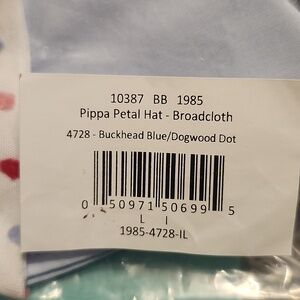 10387 BB 1985
Pippa Petal Hat - Broadcloth
4728 - Buckhead Blue/Dogwood Dot
0 50971 50699 5
L I
1985-4728-IL